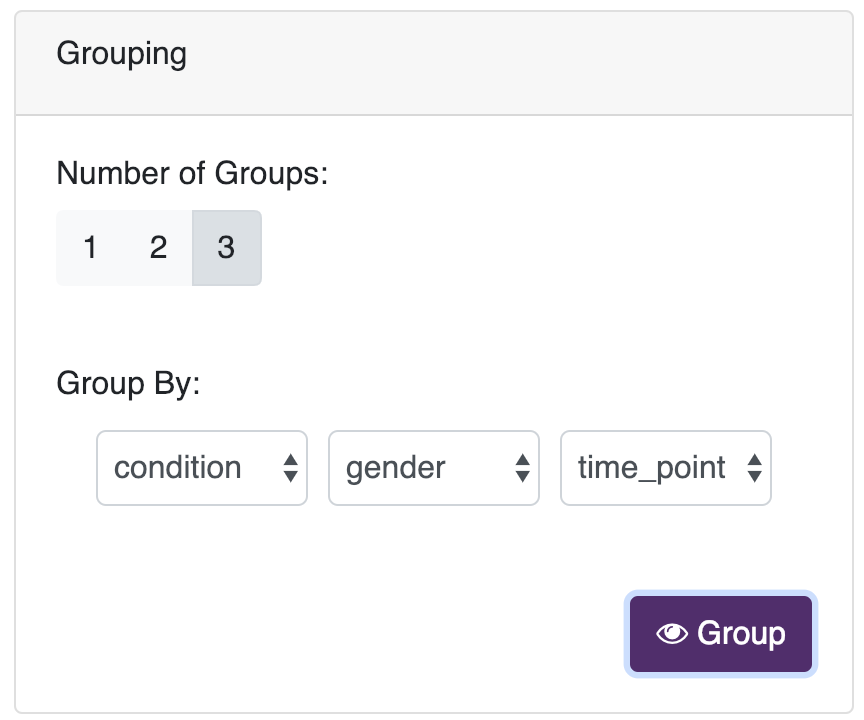 Grouping
Number of Groups:
1 2 3
Group By:
condition gender time_point
Group